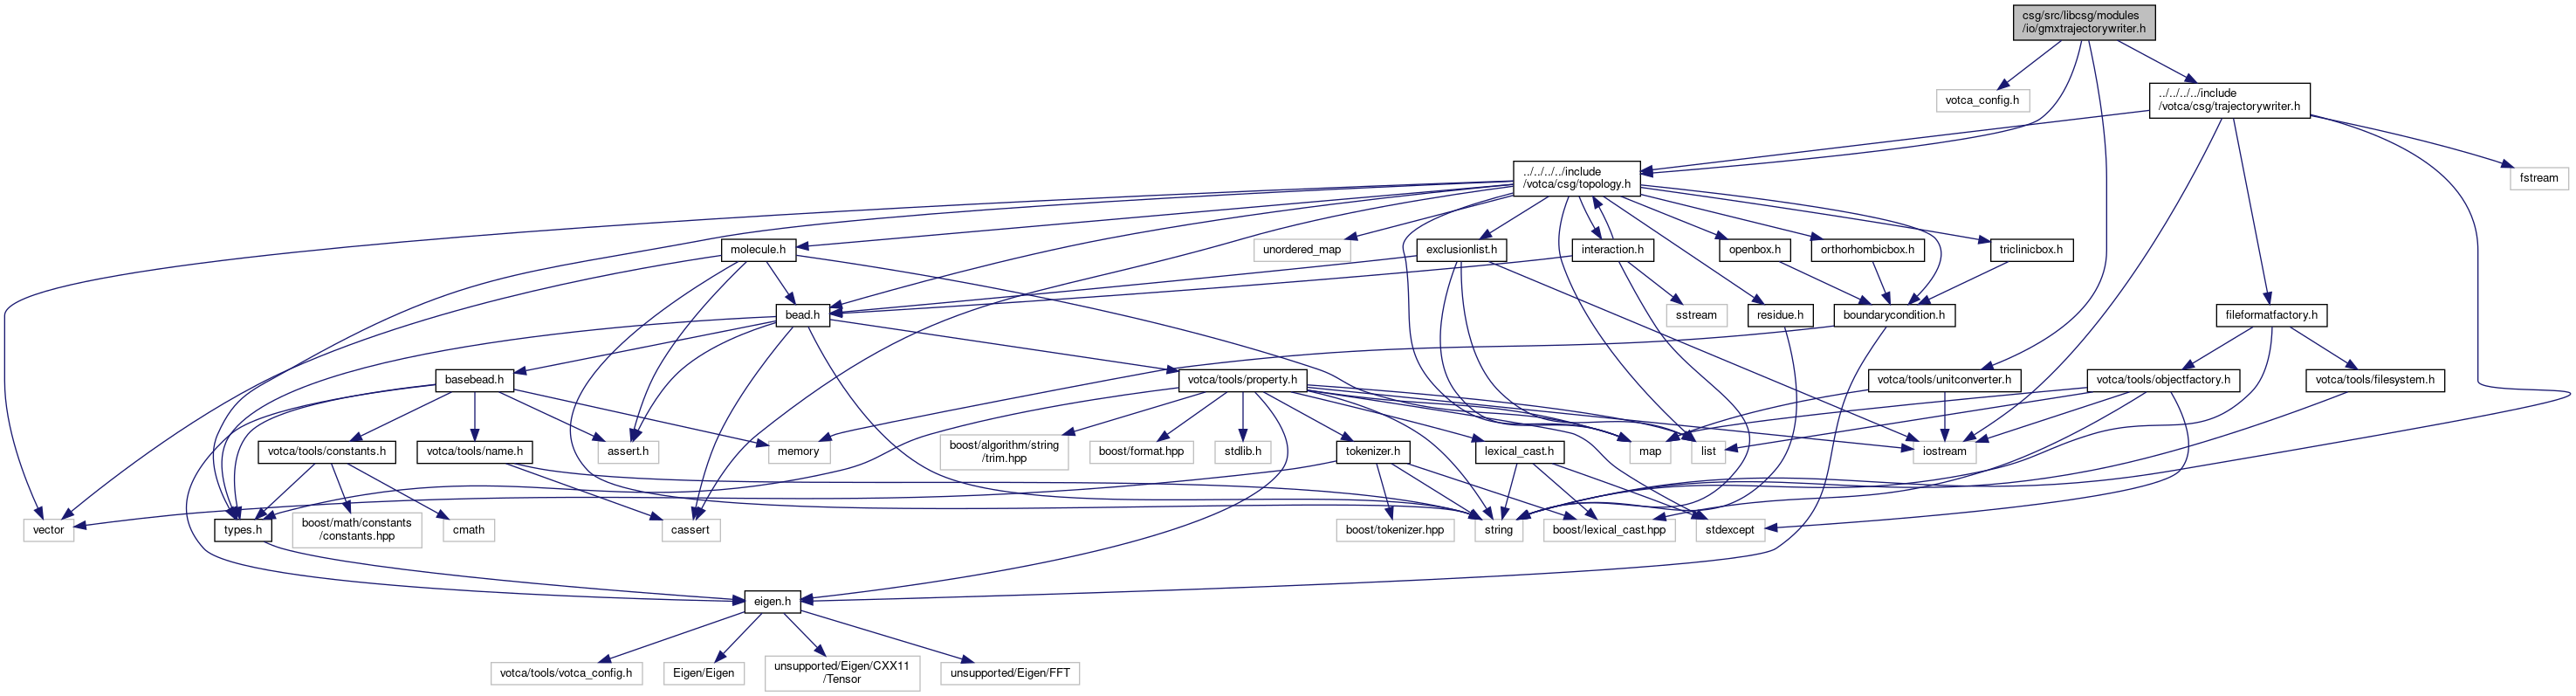 csg/src/libcsg/modules
/io/gmxtrajectorywriter.h
votca_config.h
../../../../include
/votca/csg/trajectorywriter.h
../../../../include
/votca/csg/topology.h
fstream
molecule.h
unordered_map
exclusionlist.h
interaction.h
openbox.h
orthorhombicbox.h
triclinicbox.h
bead.h
sstream
residue.h
boundarycondition.h
fileformatfactory.h
basebead.h
votca/tools/property.h
votca/tools/unitconverter.h
votca/tools/objectfactory.h
votca/tools/filesystem.h
votca/tools/constants.h
votca/tools/name.h
assert.h
memory
boost/algorithm/string
/trim.hpp
boost/format.hpp
stdlib.h
tokenizer.h
lexical_cast.h
map
list
iostream
vector
types.h
boost/math/constants
/constants.hpp
cmath
cassert
boost/tokenizer.hpp
string
boost/lexical_cast.hpp
stdexcept
eigen.h
votca/tools/votca_config.h
Eigen/Eigen
unsupported/Eigen/CXX11
/Tensor
unsupported/Eigen/FFT